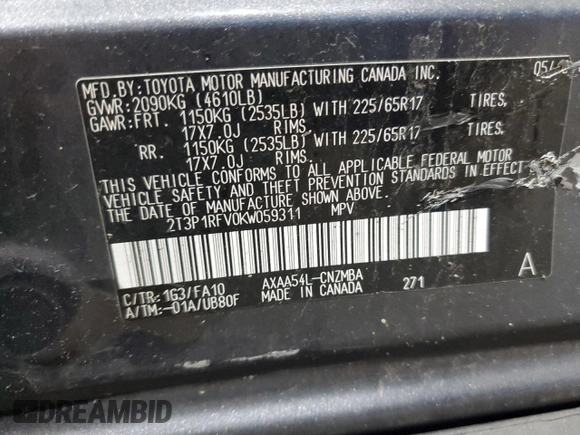 MFD.BY:TOYOTA MOTOR MANUFACTURING CANADA INC. 05/
GVWR:2090KG (4610LB)
GAWR:FRT. 1150KG (2535LB) WITH 225/65R17 TIRES,
17X7.0J RIMS,
RR. 1150KG (2535LB) WITH 225/65R17 TIRES,
17X7.0J RIMS.
THIS VEHICLE CONFORMS TO ALL APPLICABLE FEDERAL MOTOR
VEHICLE SAFETY AND THEFT PREVENTION STANDARDS IN EFFECT
DATE OF MANUFACTURE SHOWN ABOVE.
2T3P1RFV0KW059311 MPV
C/TR:1G3/FA10 AXAA54L-CNZMBA 271 A
A/TM:-01A/UB80F MADE IN CANADA
DREAMBID